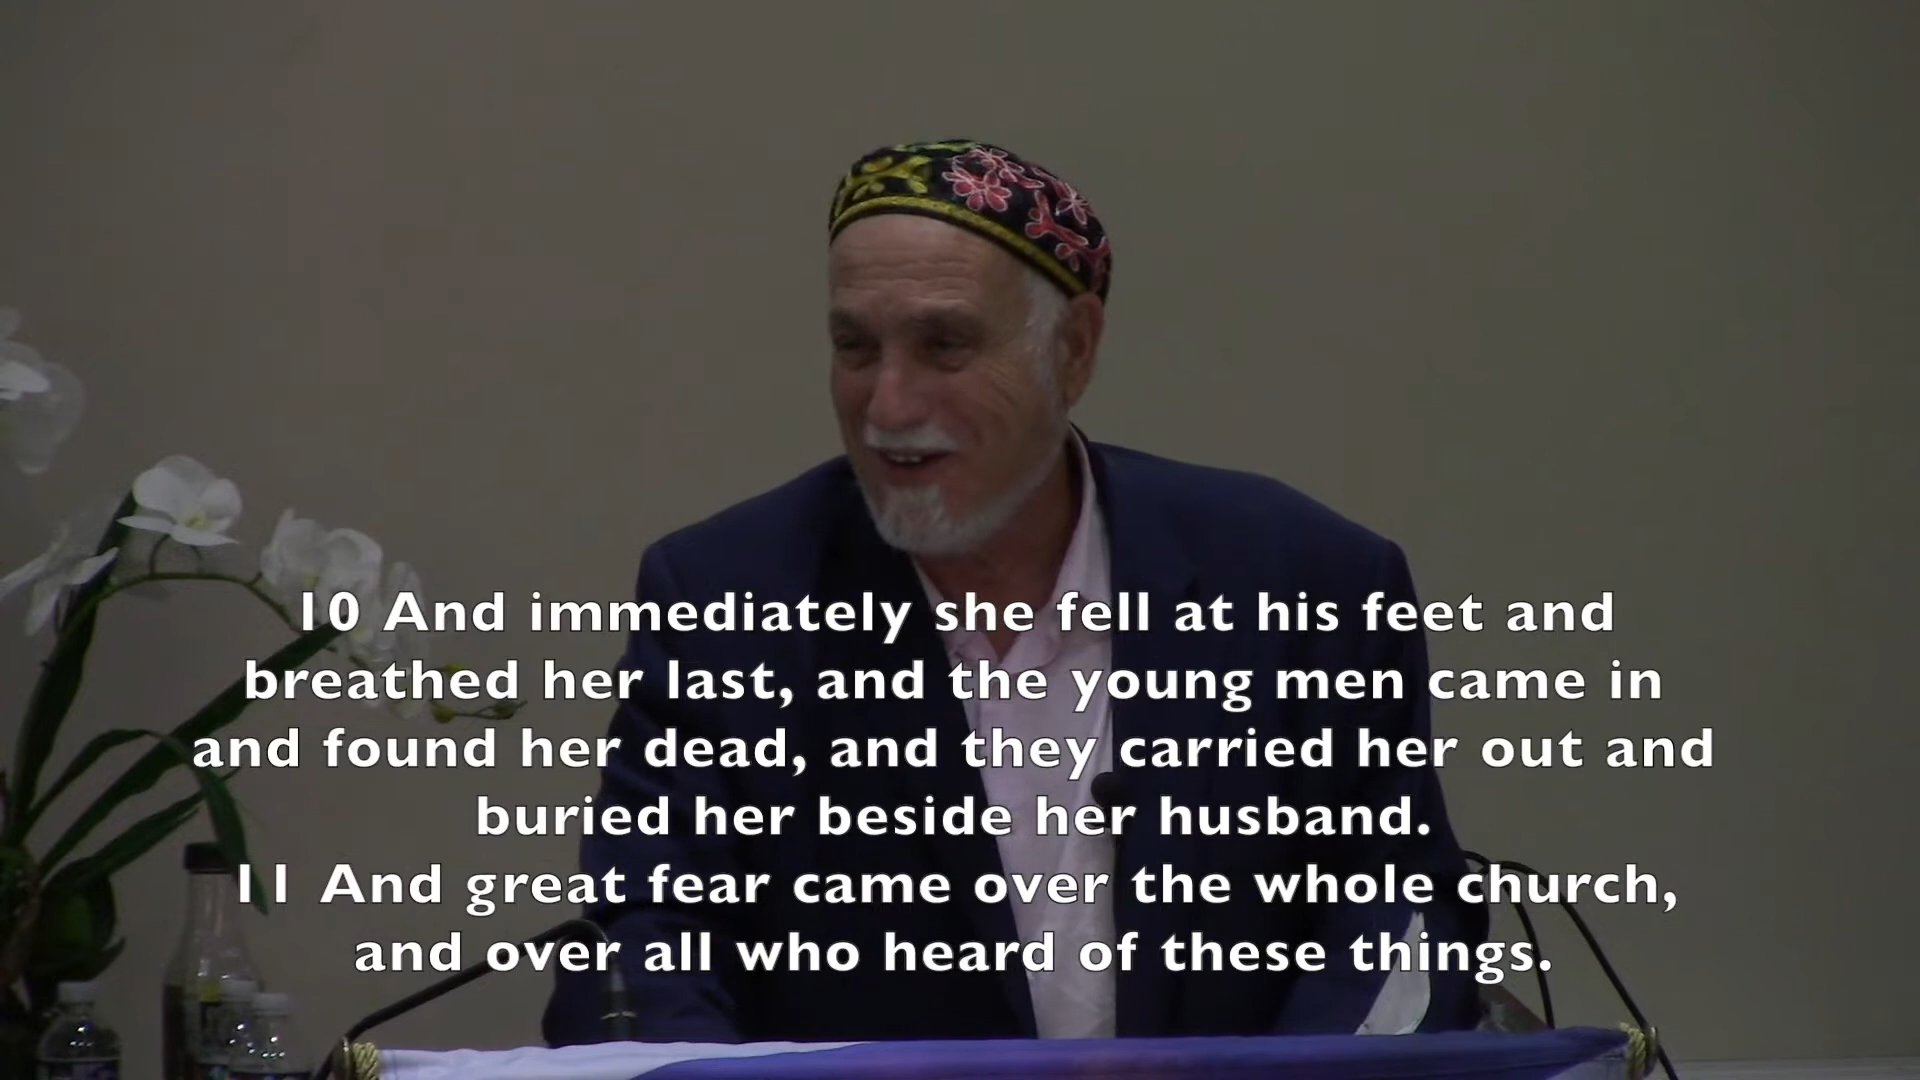 10 And immediately she fell at his feet and
breathed her last, and the young men came in
and found her dead, and they carried her out and
buried her beside her husband.
11 And great fear came over the whole church,
and over all who heard of these things.